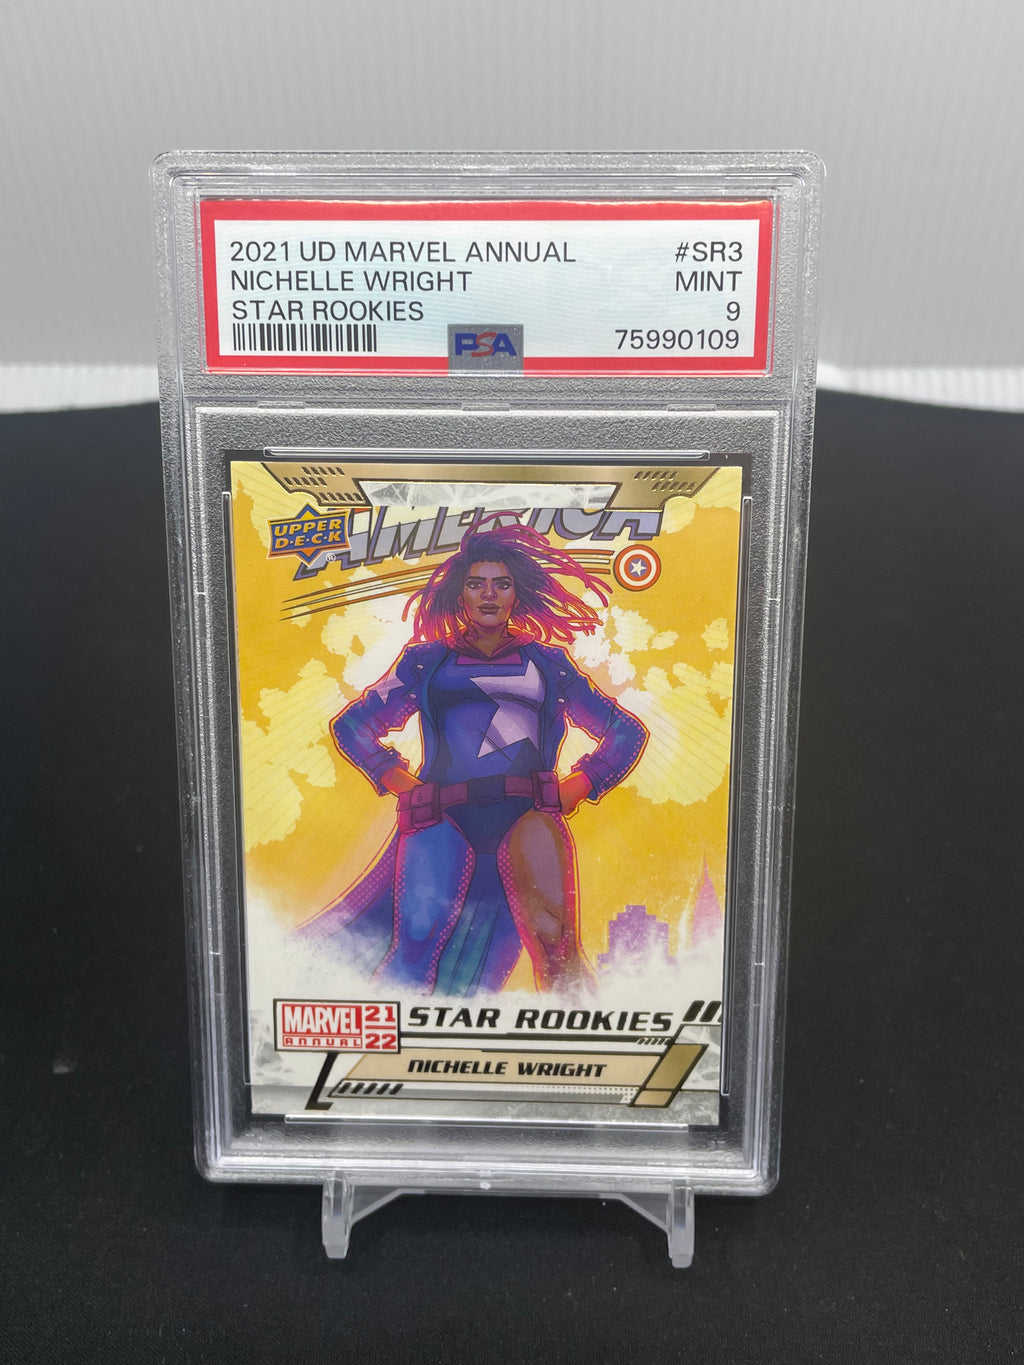 2021 UD MARVEL ANNUAL #SR3
NICHELLE WRIGHT MINT
STAR ROOKIES 9
PSA 75990109
AMERICA
UPPER
D·E·C·K
®
MARVEL 21
ANNUAL 22
STAR ROOKIES
NICHELLE WRIGHT